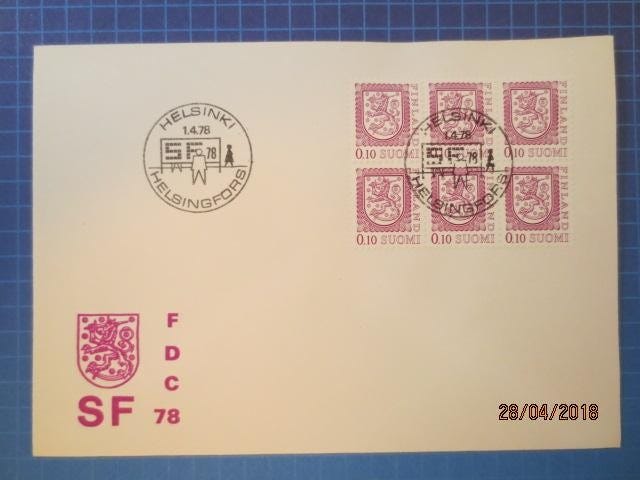 HELSINKI
1.4.78
SF 78
HELSINGFORS
FINLAND FINLAND FINLAND
0.10 SUOMI 0.10 SUOMI 0.10 SUOMI
HELSINKI
1.4.78
SF 78
HELSINGFORS
FINLAND FINLAND FINLAND
0.10 SUOMI 0.10 SUOMI 0.10 SUOMI
F
D
C
SF 78
28/04/2018